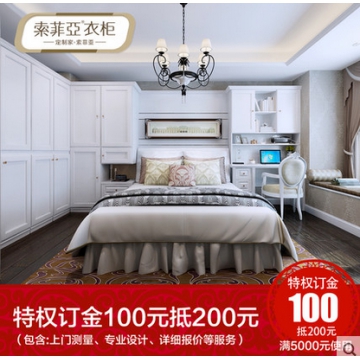 索菲亞衣柜
定制家·索菲亚
特权订金100元抵200元
(包含:上门测量、专业设计、详细报价等服务)
特权订金
100
抵200元
满5000元使用